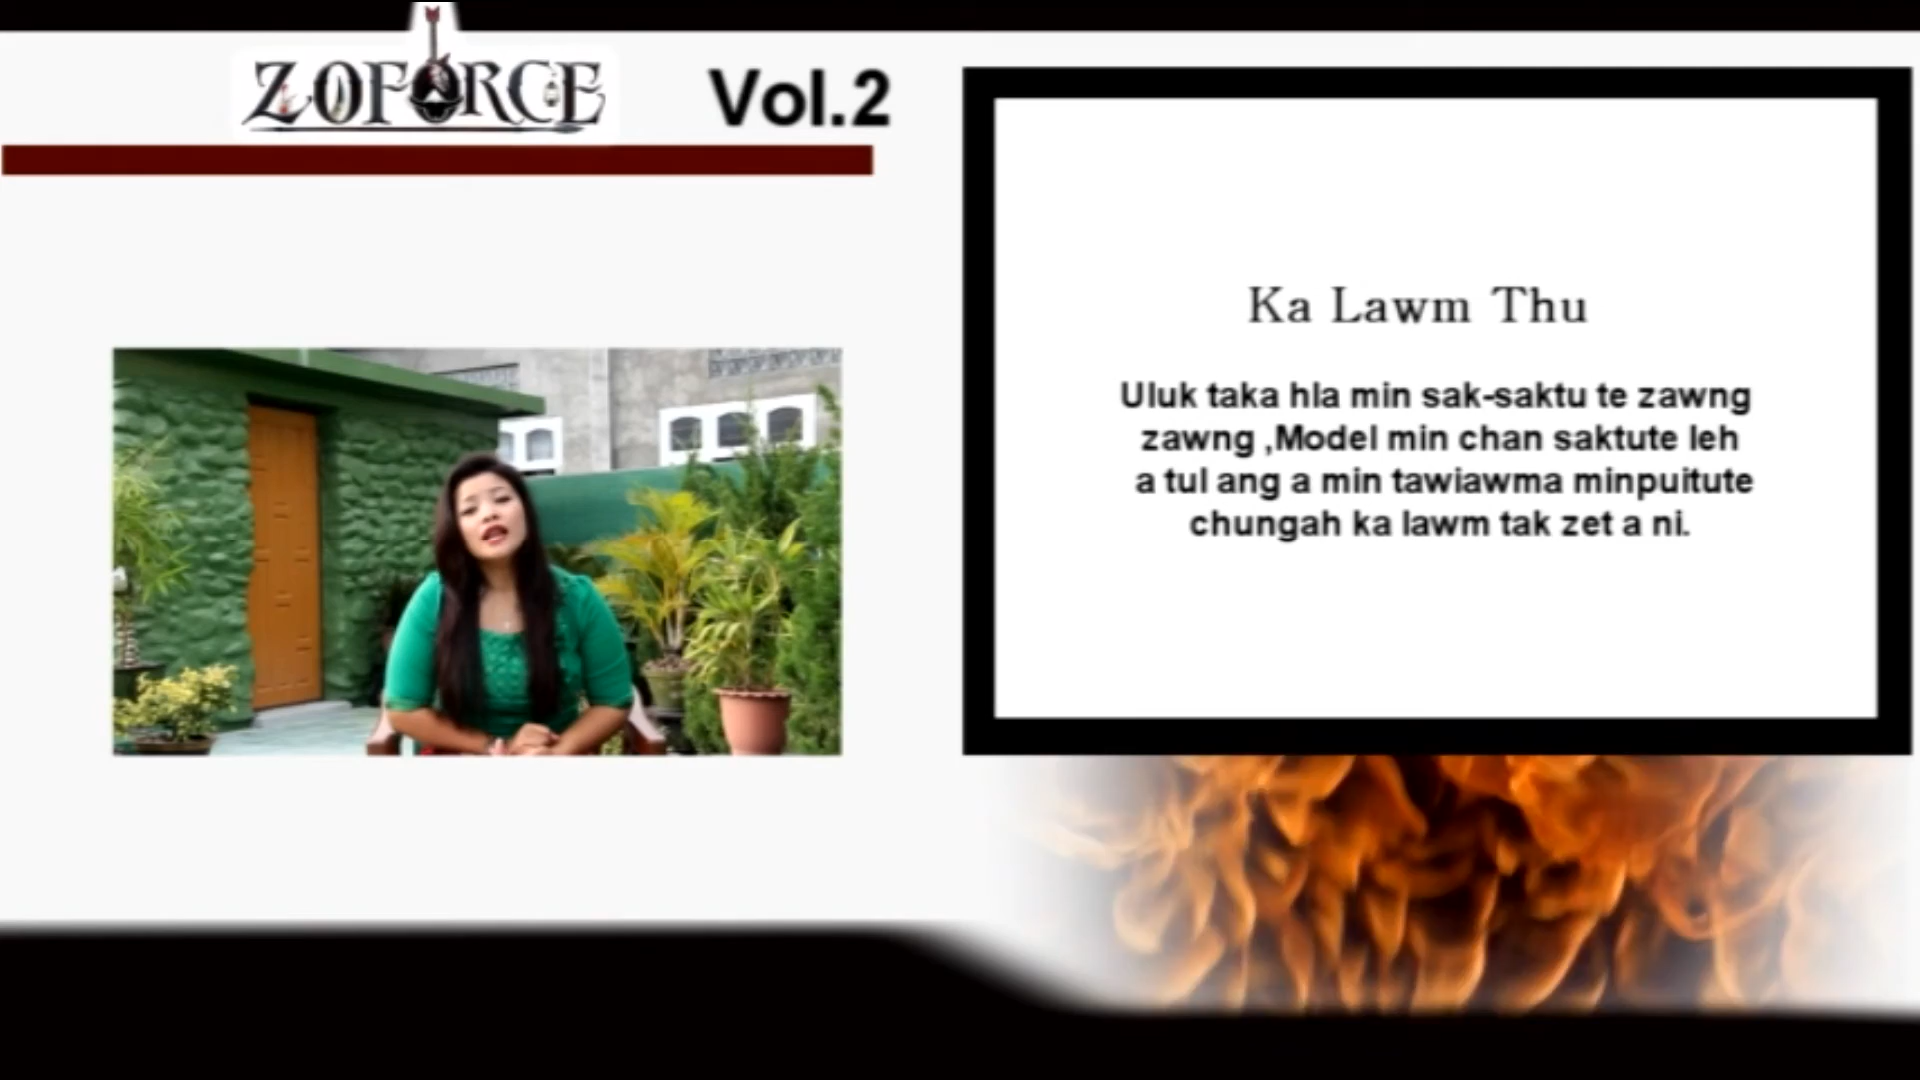 ZOFORCE
Vol.2
Ka Lawm Thu
Uluk taka hla min sak-saktu te zawng
zawng ,Model min chan saktute leh
a tul ang a min tawiawma minpuitute
chungah ka lawm tak zet a ni.